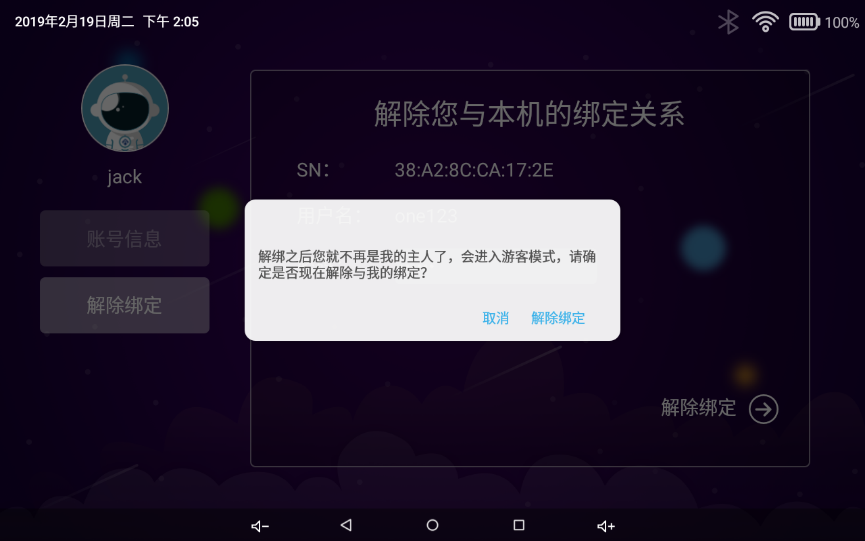 2019年2月19日周二 下午 2:05
100%
解除您与本机的绑定关系
SN： 38:A2:8C:CA:17:2E
jack
用户名： one123
账号信息
解绑之后您就不再是我的主人了，会进入游客模式，请确
定是否现在解除与我的绑定？
解除绑定
取消 解除绑定
解除绑定